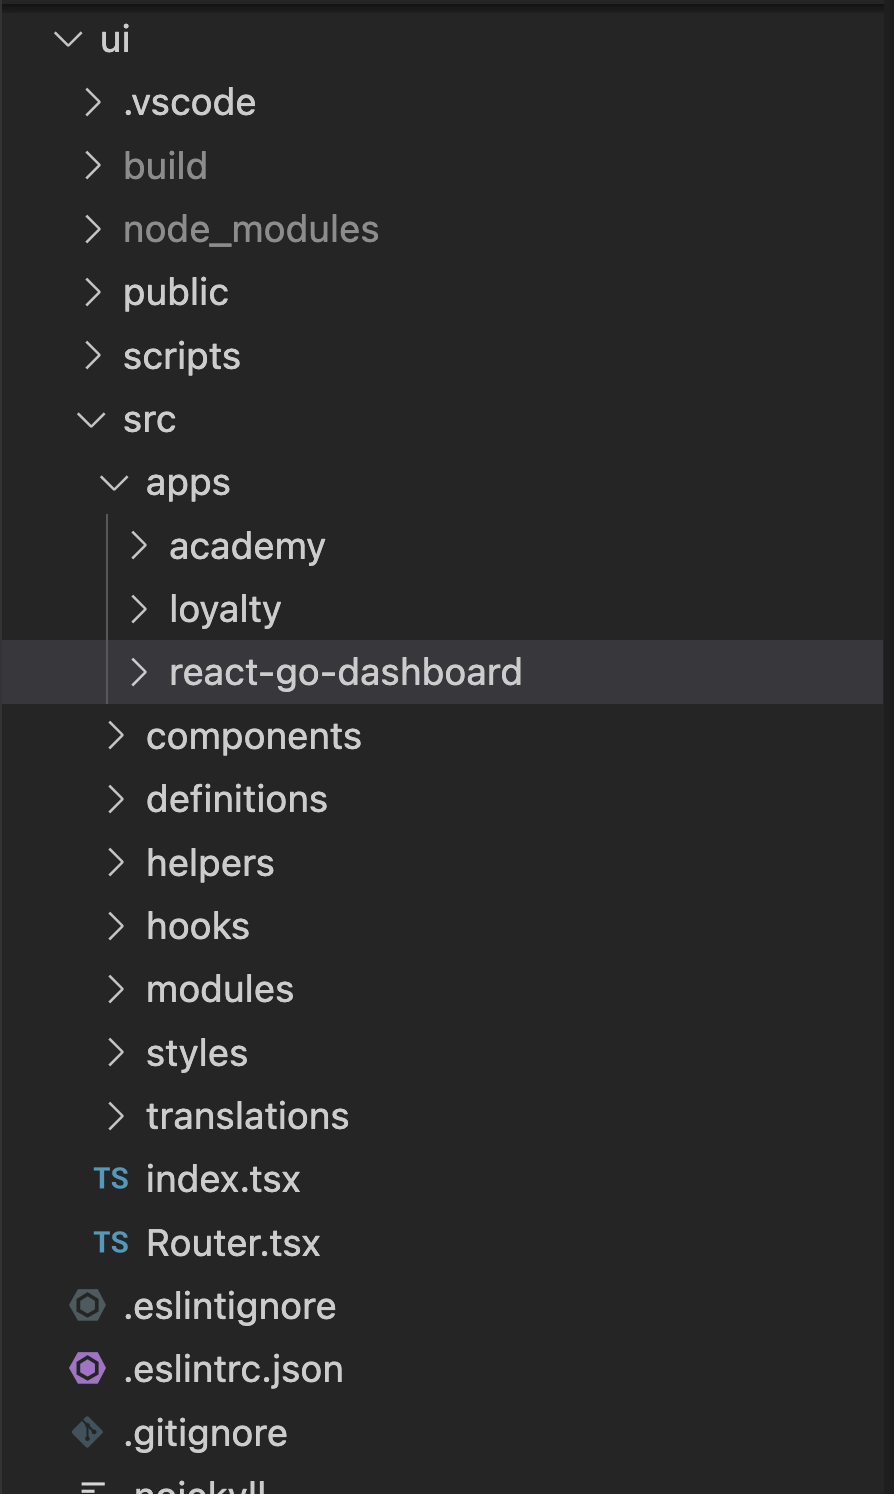 ui
.vscode
build
node_modules
public
scripts
src
apps
academy
loyalty
react-go-dashboard
components
definitions
helpers
hooks
modules
styles
translations
TS index.tsx
TS Router.tsx
.eslintignore
.eslintrc.json
.gitignore
.nojekyll